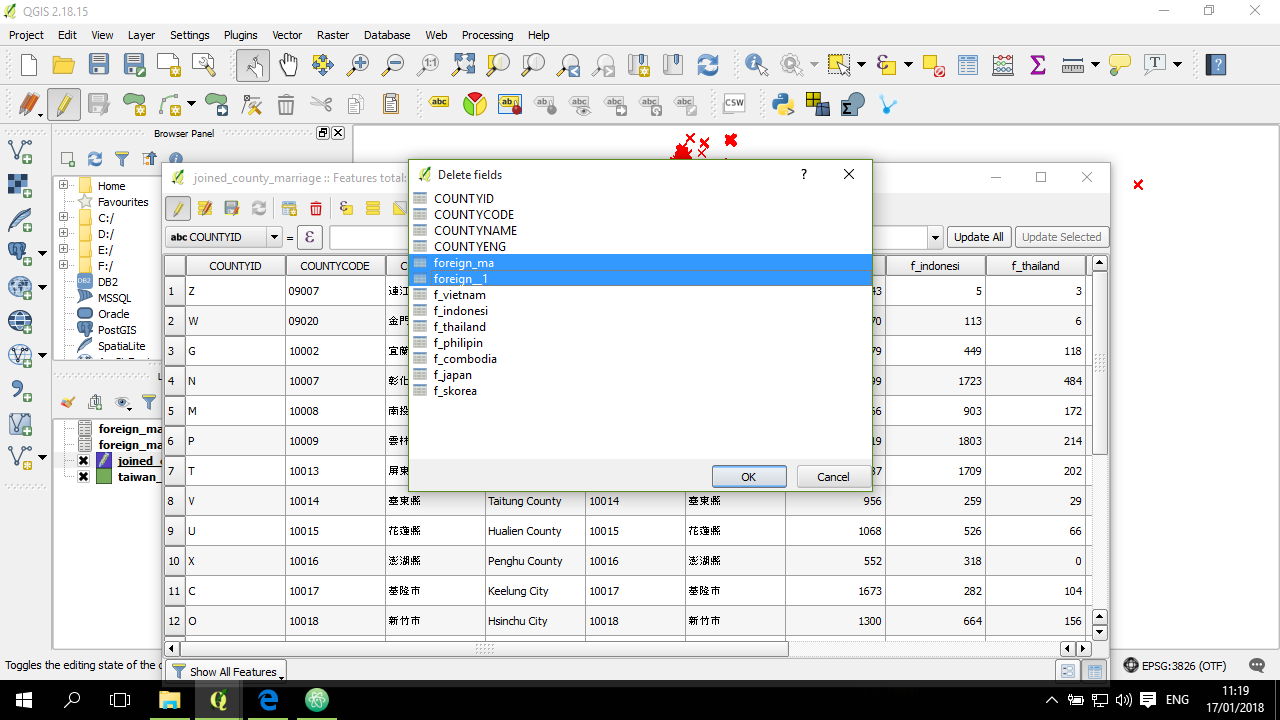 QGIS 2.18.15
Project Edit View Layer Settings Plugins Vector Raster Database Web Processing Help
abc abc CSW
Browser Panel
Home
Favourites
C:/
D:/
E:/
F:/
DB2
MSSQL
Oracle
PostGIS
SpatiaLite
foreign_ma
foreign_ma
joined_
taiwan_
joined_county_marriage :: Features total:
abc COUNTYID = ε Update All Update Selected
COUNTYID COUNTYCODE f_indonesi f_thailand
1 Z 09007 連江 43 5 3
2 W 09020 金門 70 113 6
3 G 10002 宜蘭 79 449 118
4 N 10007 彰化 99 1723 484
5 M 10008 南投 66 903 172
6 P 10009 雲林 19 1803 214
7 T 10013 屏東 37 1709 202
8 V 10014 臺東縣 Taitung County 10014 臺東縣 956 259 29
9 U 10015 花蓮縣 Hualien County 10015 花蓮縣 1068 526 66
10 X 10016 澎湖縣 Penghu County 10016 澎湖縣 552 318 0
11 C 10017 基隆市 Keelung City 10017 基隆市 1673 282 104
12 O 10018 新竹市 Hsinchu City 10018 新竹市 1300 664 156
Show All Features
Delete fields ?
COUNTYID
COUNTYCODE
COUNTYNAME
COUNTYENG
foreign_ma
foreign__1
f_vietnam
f_indonesi
f_thailand
f_philipin
f_combodia
f_japan
f_skorea
OK Cancel
Toggles the editing state of the c
EPSG:3826 (OTF)
ENG
11:19
17/01/2018